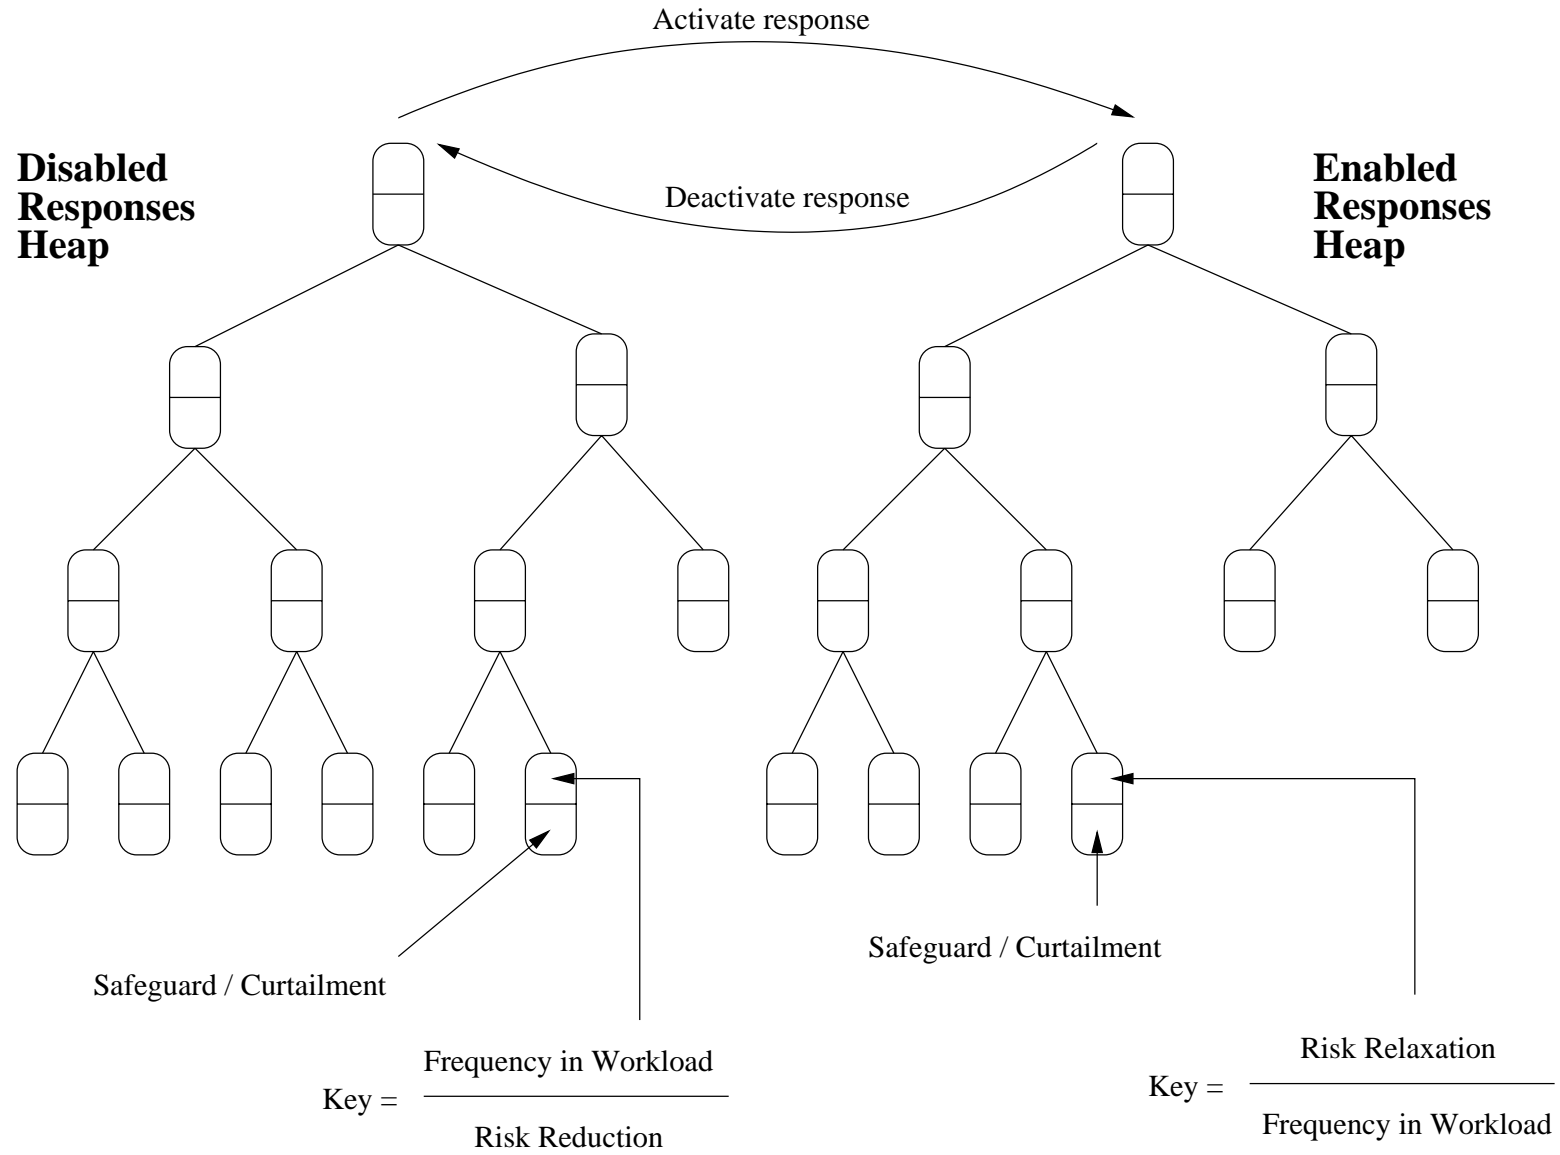 Activate response
Disabled
Responses
Heap
Deactivate response
Enabled
Responses
Heap
Safeguard / Curtailment
Safeguard / Curtailment
Frequency in Workload
Key =
Risk Reduction
Risk Relaxation
Key =
Frequency in Workload